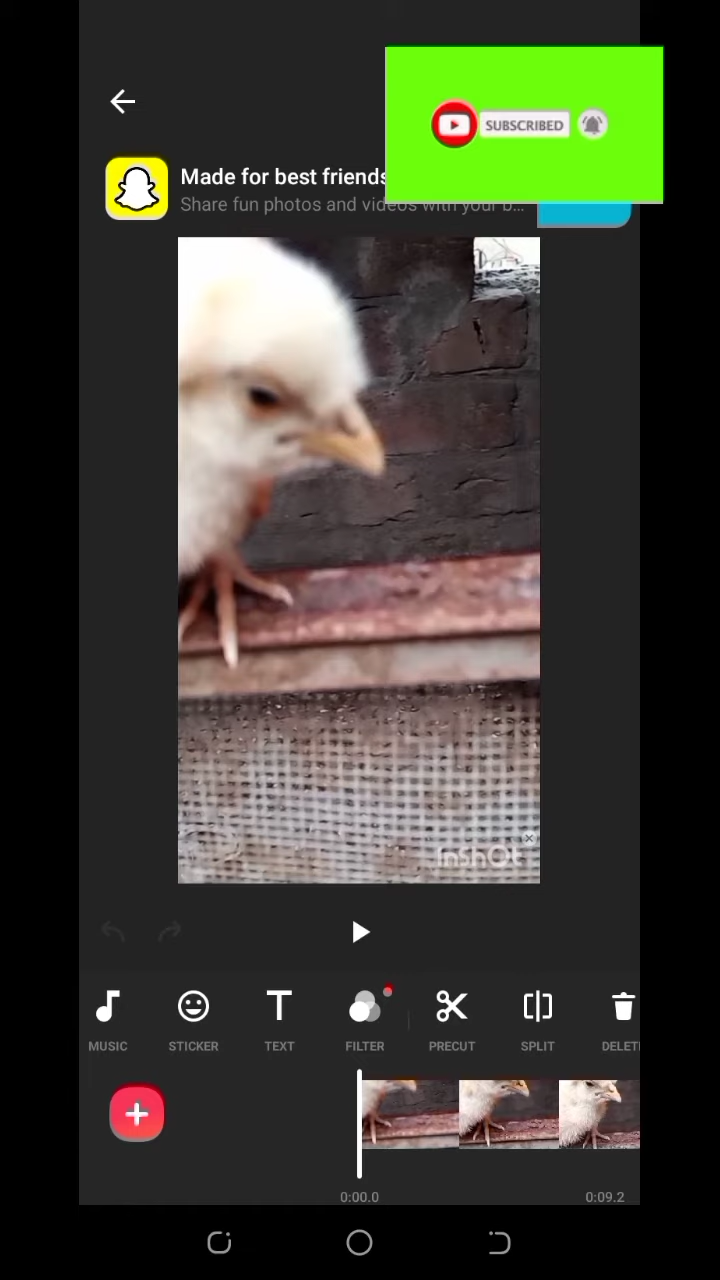 SUBSCRIBED
Made for best friends
Share fun photos and videos with your b...
InShOt
MUSIC
STICKER
TEXT
FILTER
PRECUT
SPLIT
DELET
0:00.0
0:09.2